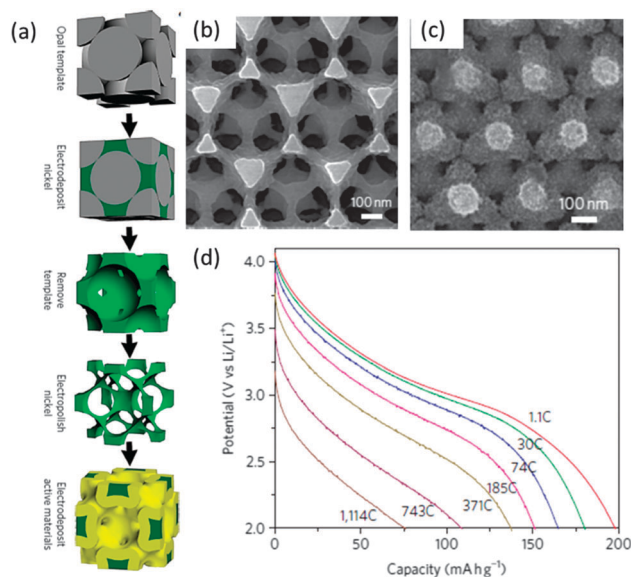 (a)
Opal template
Electrodeposit
nickel
Remove
template
Electropolish
nickel
Electrodeposit
active materials
(b)
100 nm
(c)
100 nm
(d)
Potential (V vs Li/Li⁺)
4.0
3.5
3.0
2.5
2.0
1.1C
30C
74C
185C
371C
743C
1,114C
0 50 100 150 200
Capacity (mA hg⁻¹)